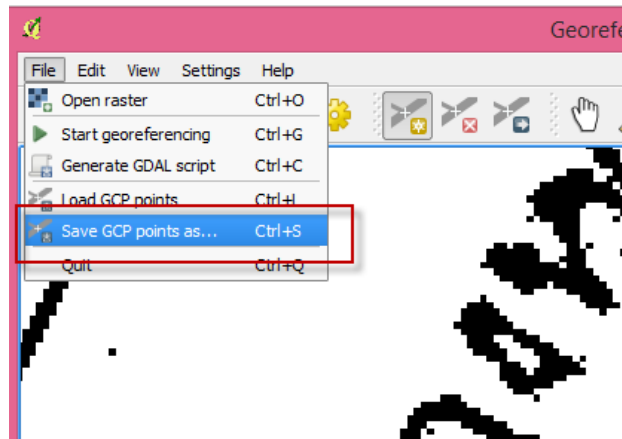 Georefe
File Edit View Settings Help
Open raster Ctrl+O
Start georeferencing Ctrl+G
Generate GDAL script Ctrl+C
Load GCP points Ctrl+L
Save GCP points as... Ctrl+S
Quit Ctrl+Q